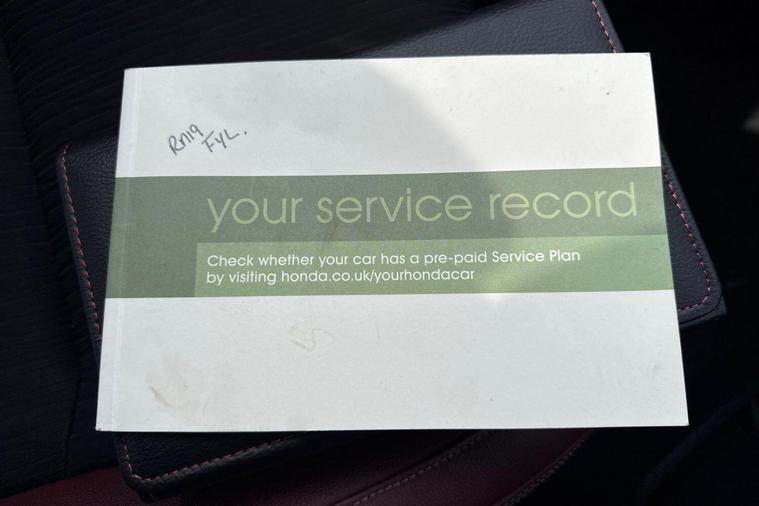 RN19
FYL.
your service record
Check whether your car has a pre-paid Service Plan
by visiting honda.co.uk/yourhondacar